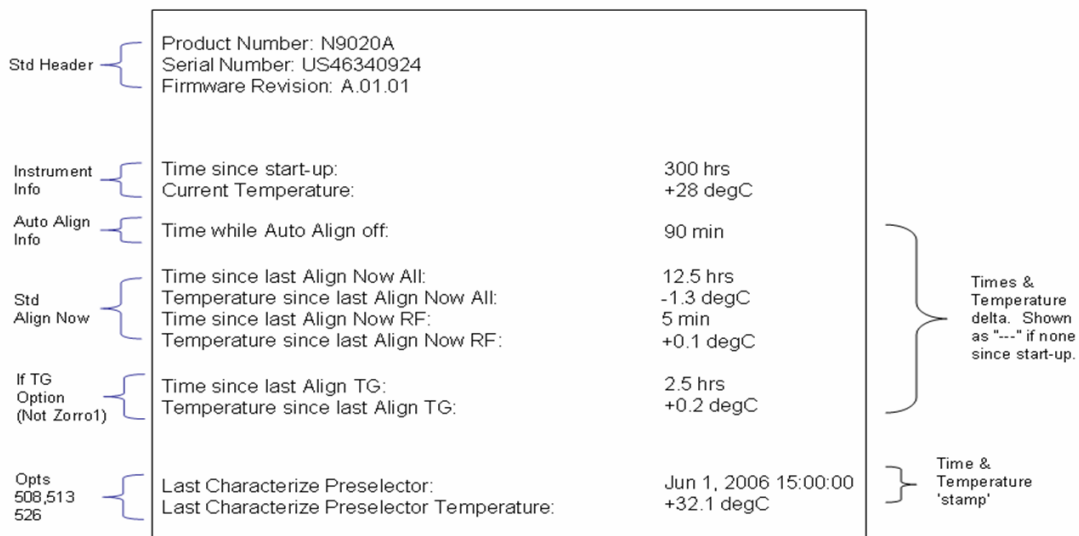 Std Header
Product Number: N9020A
Serial Number: US46340924
Firmware Revision: A.01.01
Instrument
Info
Time since start-up: 300 hrs
Current Temperature: +28 degC
Auto Align
Info
Time while Auto Align off: 90 min
Std
Align Now
Time since last Align Now All: 12.5 hrs
Temperature since last Align Now All: -1.3 degC
Time since last Align Now RF: 5 min
Temperature since last Align Now RF: +0.1 degC
Times &
Temperature
delta. Shown
as "---" if none
since start-up.
If TG
Option
(Not Zorro1)
Time since last Align TG: 2.5 hrs
Temperature since last Align TG: +0.2 degC
Opts
508,513
526
Last Characterize Preselector: Jun 1, 2006 15:00:00
Last Characterize Preselector Temperature: +32.1 degC
Time &
Temperature
'stamp'